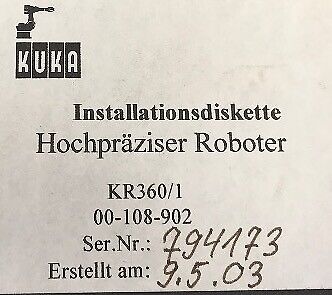 KUKA
Installationsdiskette
Hochpräziser Roboter
KR360/1
00-108-902
Ser.Nr.: 794173
Erstellt am: 9.5.03